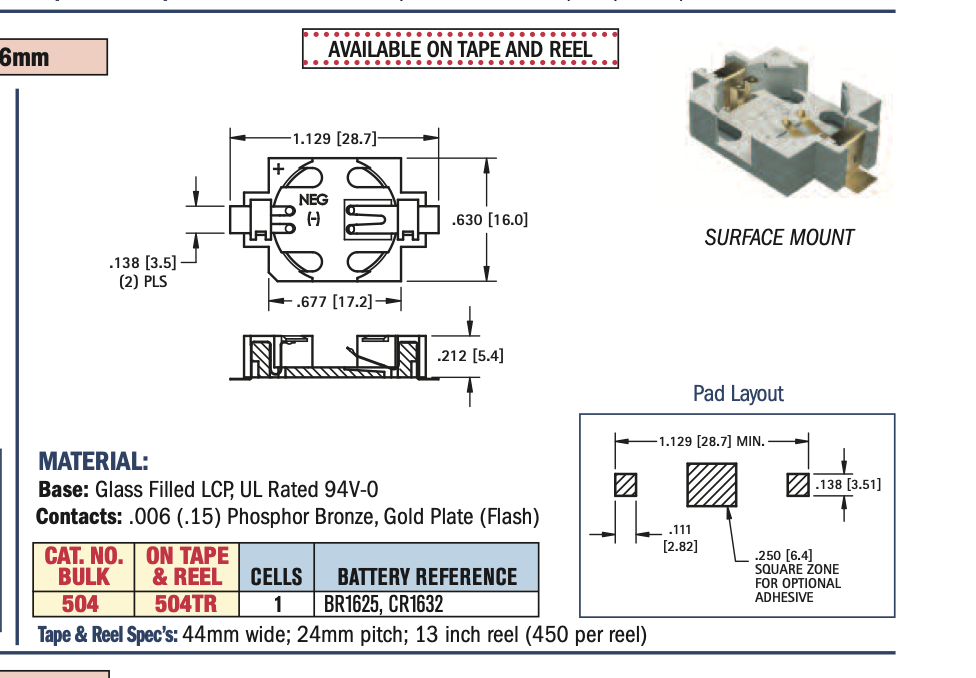 6mm
AVAILABLE ON TAPE AND REEL
1.129 [28.7]
+
NEG
(-)
.630 [16.0]
.138 [3.5]
(2) PLS
.677 [17.2]
.212 [5.4]
SURFACE MOUNT
Pad Layout
1.129 [28.7] MIN.
.138 [3.51]
.111
[2.82]
.250 [6.4]
SQUARE ZONE
FOR OPTIONAL
ADHESIVE
MATERIAL:
Base: Glass Filled LCP, UL Rated 94V-0
Contacts: .006 (.15) Phosphor Bronze, Gold Plate (Flash)
CAT. NO. BULK ON TAPE & REEL CELLS BATTERY REFERENCE
504 504TR 1 BR1625, CR1632
Tape & Reel Spec's: 44mm wide; 24mm pitch; 13 inch reel (450 per reel)